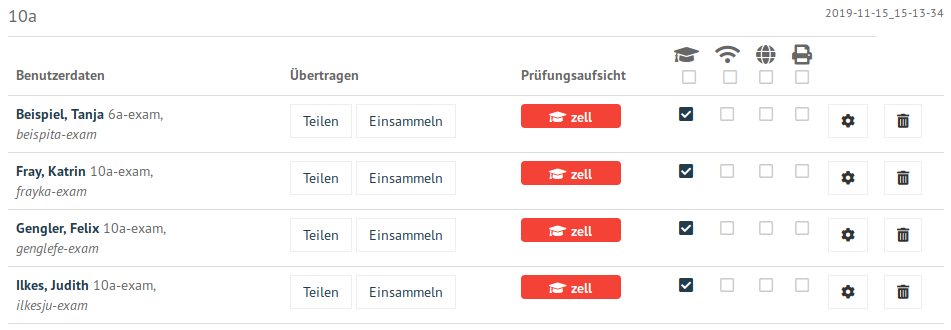 10a 2019-11-15_15-13-34
Benutzerdaten Übertragen Prüfungsaufsicht
Beispiel, Tanja 6a-exam, Teilen Einsammeln zell
beispita-exam
Fray, Katrin 10a-exam, Teilen Einsammeln zell
frayka-exam
Gengler, Felix 10a-exam, Teilen Einsammeln zell
genglefe-exam
Ilkes, Judith 10a-exam, Teilen Einsammeln zell
ilkesju-exam